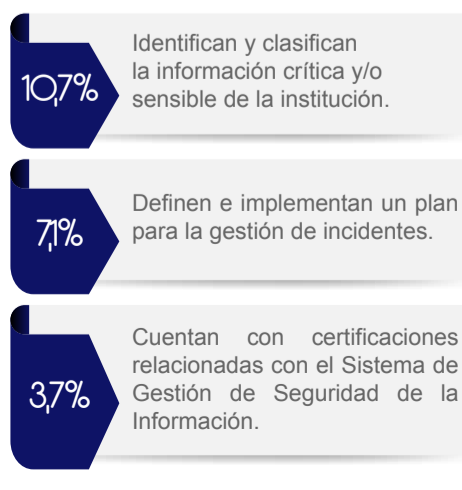 10,7%
Identifican y clasifican
la información crítica y/o
sensible de la institución.
7,1%
Definen e implementan un plan
para la gestión de incidentes.
3,7%
Cuentan con certificaciones
relacionadas con el Sistema de
Gestión de Seguridad de la
Información.